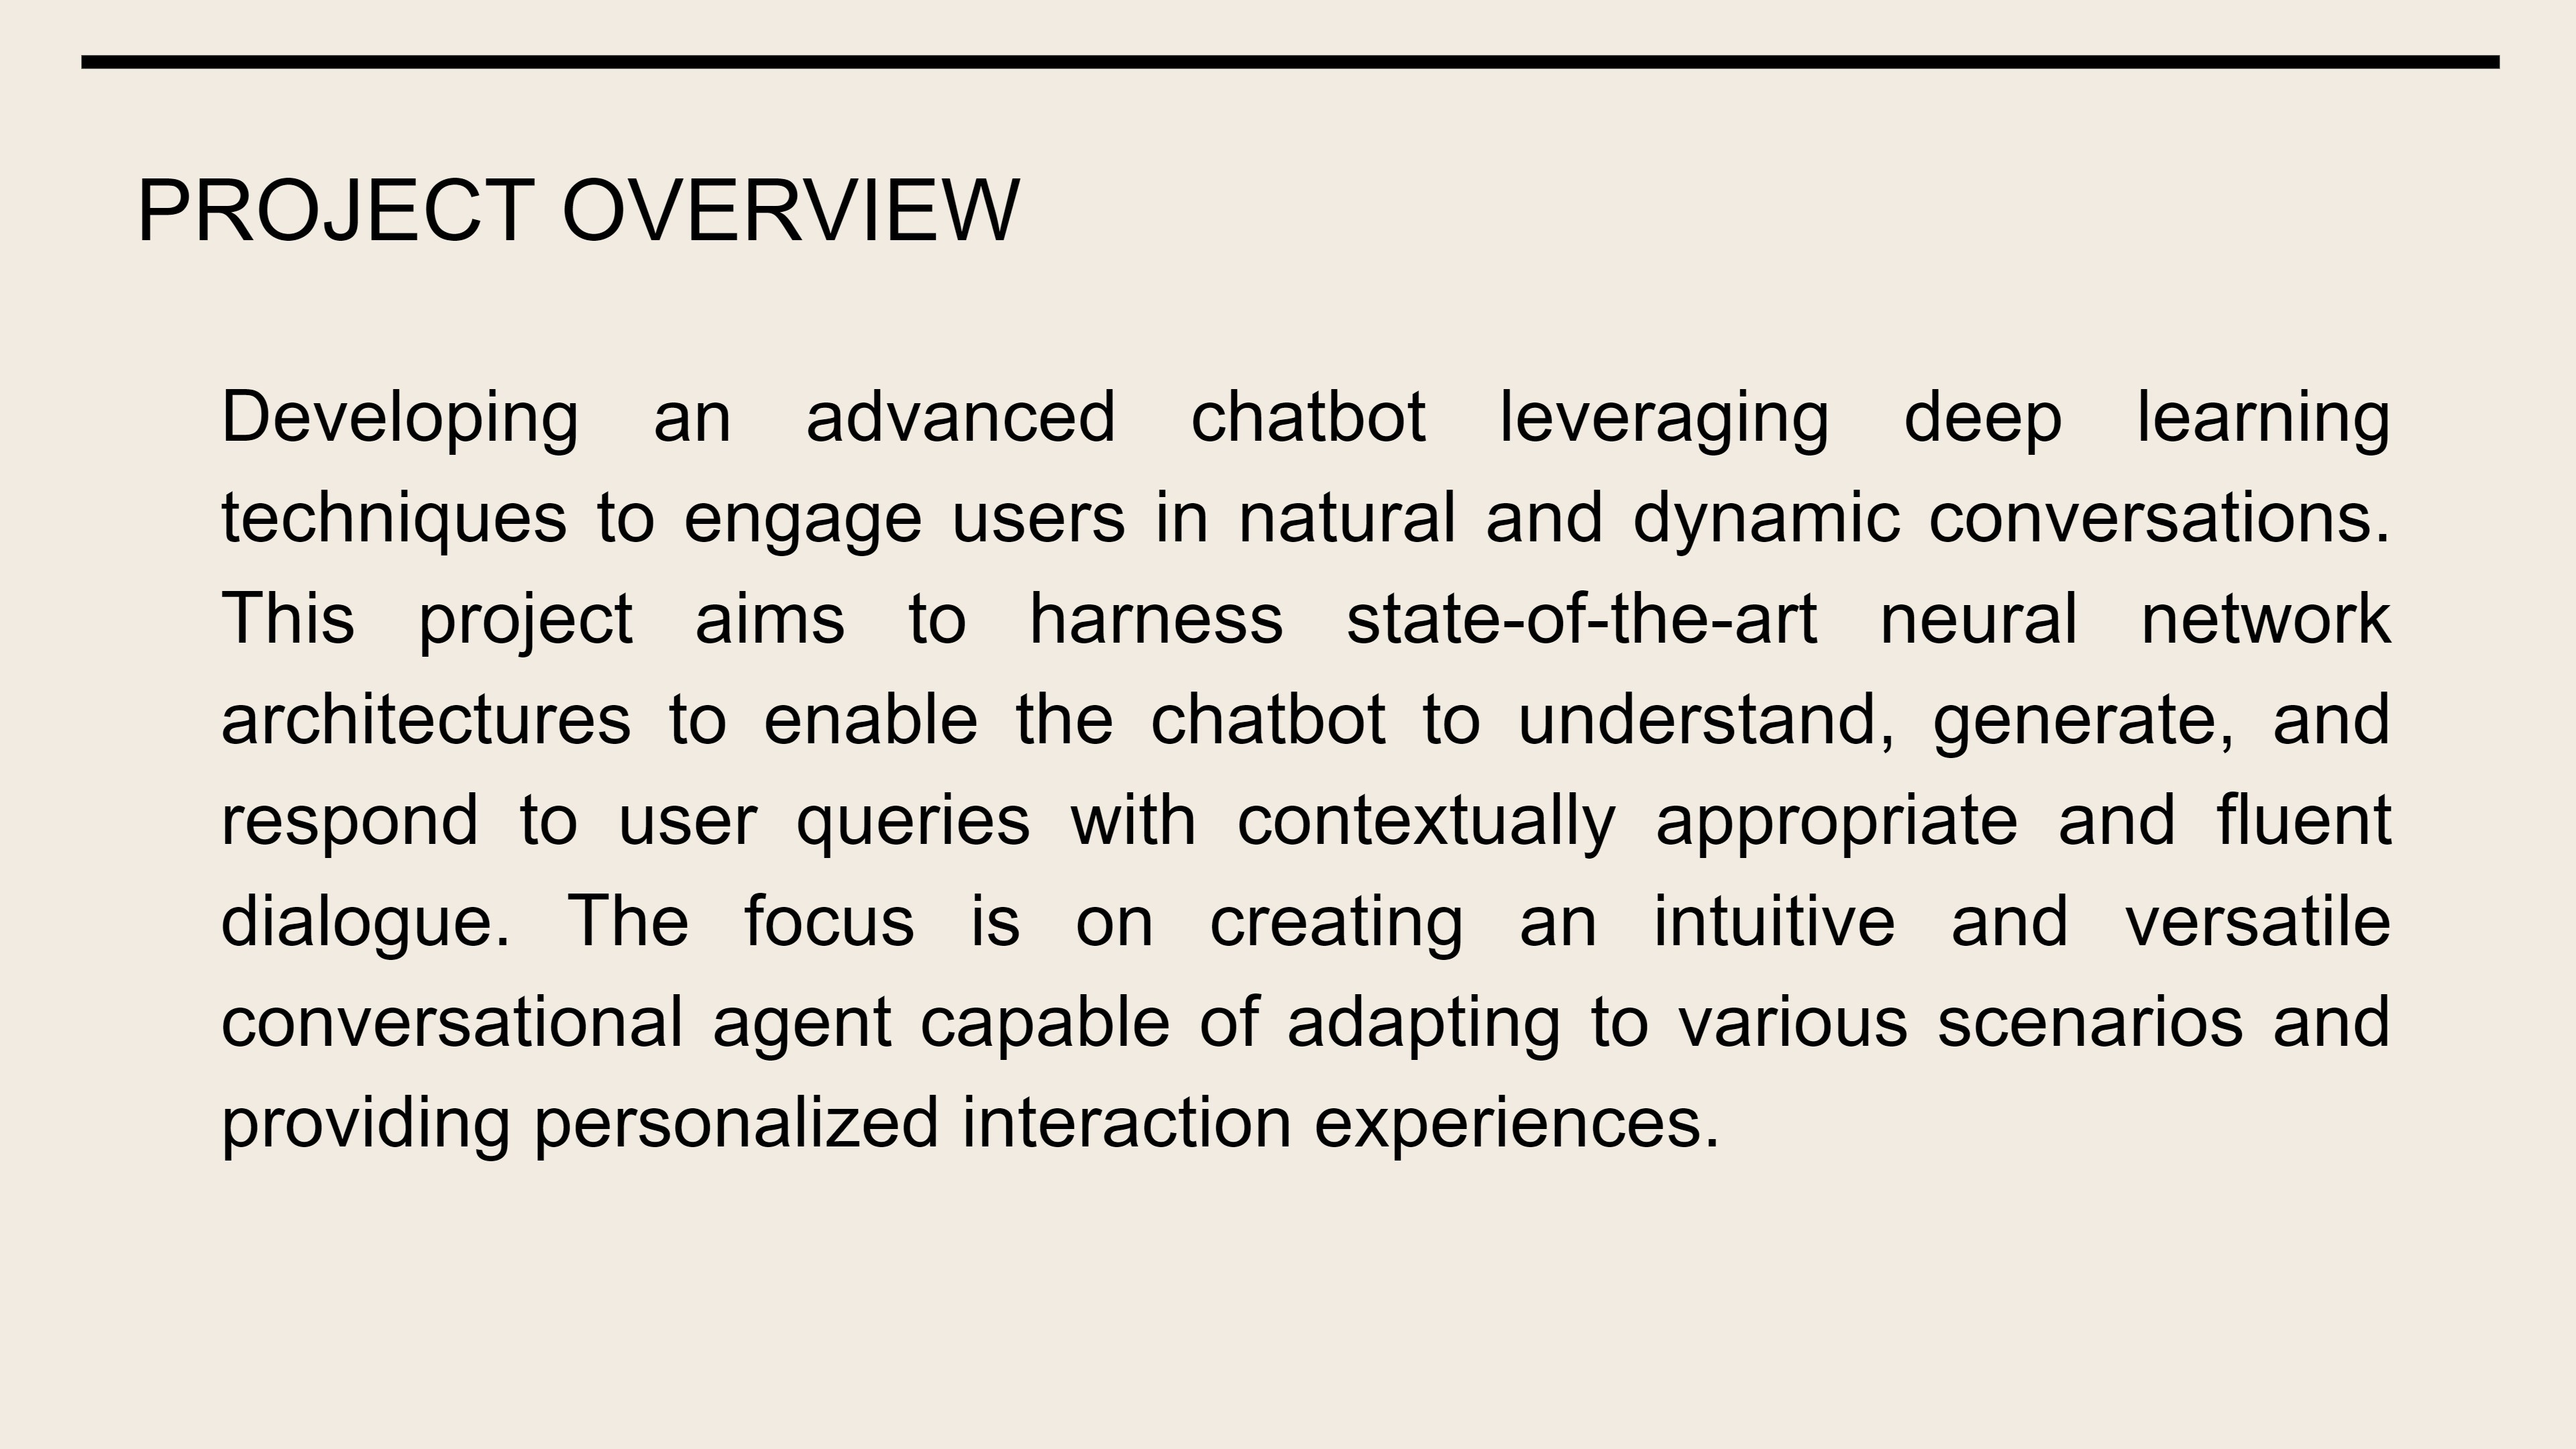 PROJECT OVERVIEW
Developing an advanced chatbot leveraging deep learning
techniques to engage users in natural and dynamic conversations.
This project aims to harness state-of-the-art neural network
architectures to enable the chatbot to understand, generate, and
respond to user queries with contextually appropriate and fluent
dialogue. The focus is on creating an intuitive and versatile
conversational agent capable of adapting to various scenarios and
providing personalized interaction experiences.